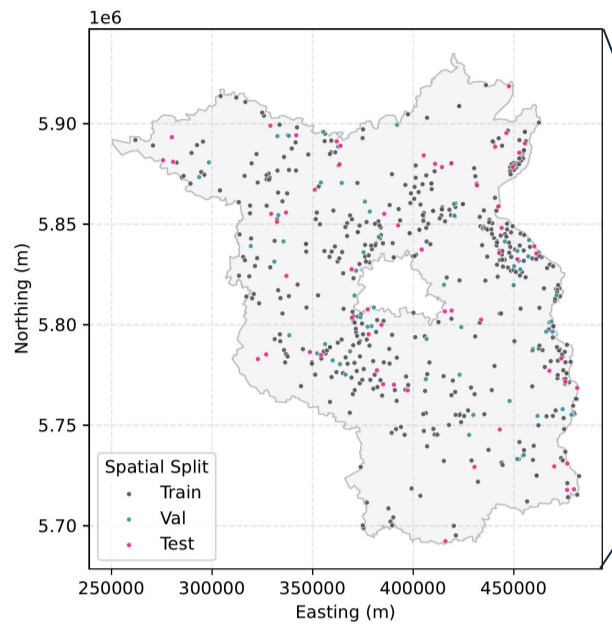 1e6
5.90
5.85
5.80
5.75
5.70
Northing (m)
Spatial Split
Train
Val
Test
250000 300000 350000 400000 450000
Easting (m)